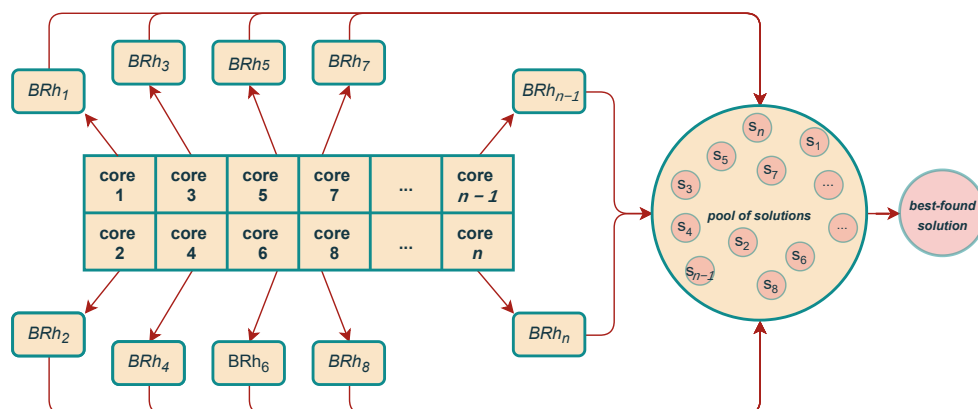 BRh₁
BRh₃
BRh5
BRh₇
BRhₙ₋₁
core
1
core
3
core
5
core
7
...
core
n – 1
core
2
core
4
core
6
core
8
...
core
n
BRh₂
BRh₄
BRh₆
BRh₈
BRhₙ
sₙ
s₁
s₅
s₇
s₃
...
pool of solutions
s₄
s₂
...
s₆
sₙ₋₁
s₈
best-found
solution